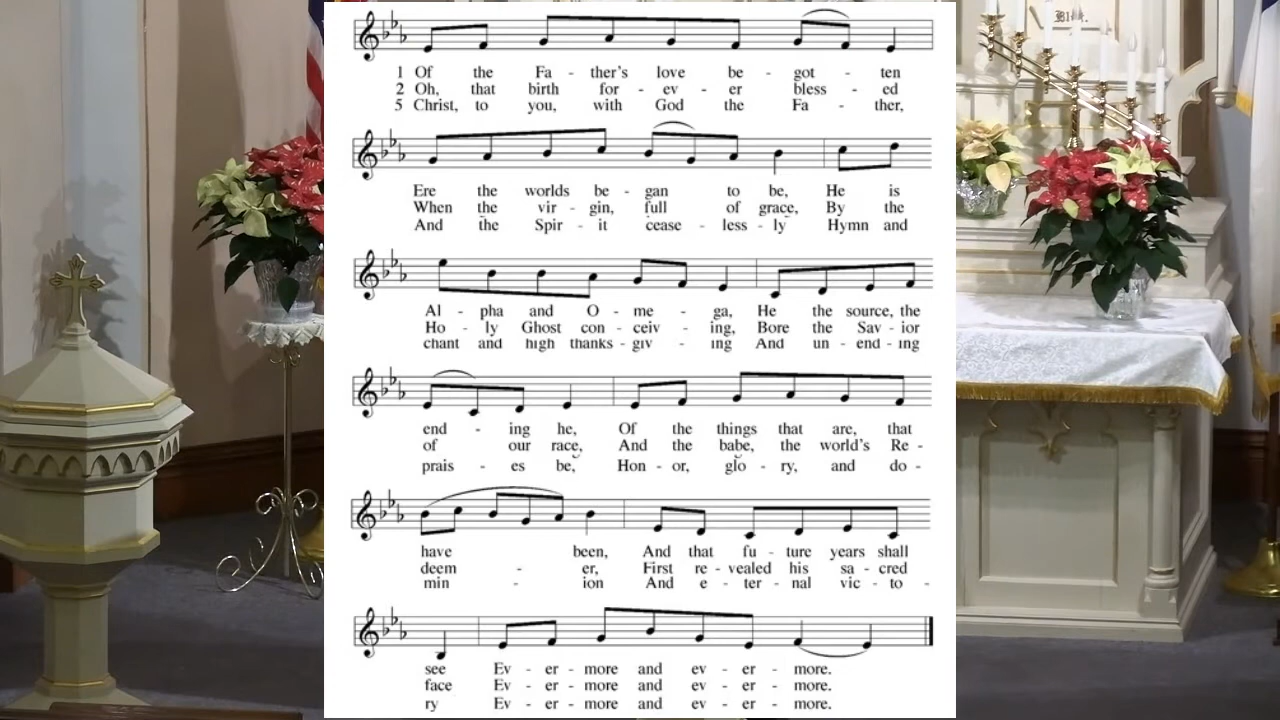 1 Of the Fa - ther's love be - got - ten
2 Oh, that birth for - ev - er bless - ed
5 Christ, to you, with God the Fa - ther,
Ere the worlds be - gan to be, He is
When the vir - gin, full of grace, By the
And the Spir - it cease - less - ly Hymn and
Al - pha and O - me - ga, He the source, the
Ho - ly Ghost con - ceiv - ing, Bore the Sav - ior
chant and high thanks - giv - ing And un - end - ing
end - ing he, Of the things that are, that
of our race, And the babe, the world's Re -
prais - es be, Hon - or, glo - ry, and do -
have been, And that fu - ture years shall
deem - er, First re - vealed his sa - cred
min - ion And e - ter - nal vic - to -
see Ev - er - more and ev - er - more.
face Ev - er - more and ev - er - more.
ry Ev - er - more and ev - er - more.